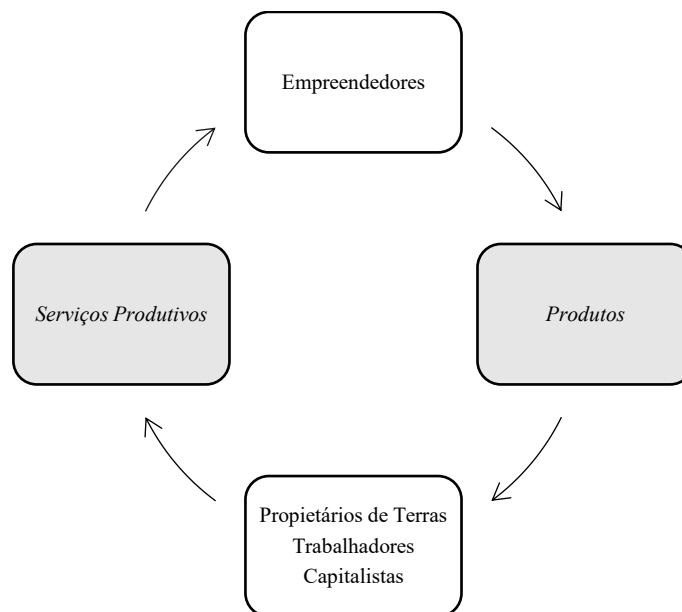 Empreendedores
Serviços Produtivos
Produtos
Propietários de Terras
Trabalhadores
Capitalistas